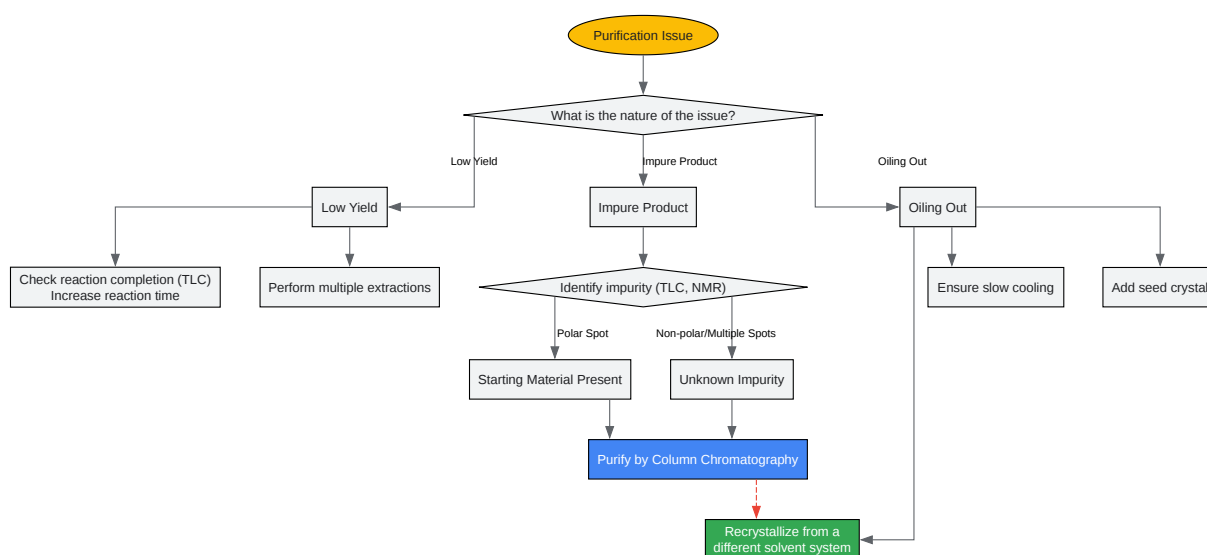 Purification Issue
What is the nature of the issue?
Low Yield
Impure Product
Oiling Out
Low Yield
Impure Product
Oiling Out
Check reaction completion (TLC)
Increase reaction time
Perform multiple extractions
Identify impurity (TLC, NMR)
Ensure slow cooling
Add seed crystal
Polar Spot
Non-polar/Multiple Spots
Starting Material Present
Unknown Impurity
Purify by Column Chromatography
Recrystallize from a
different solvent system